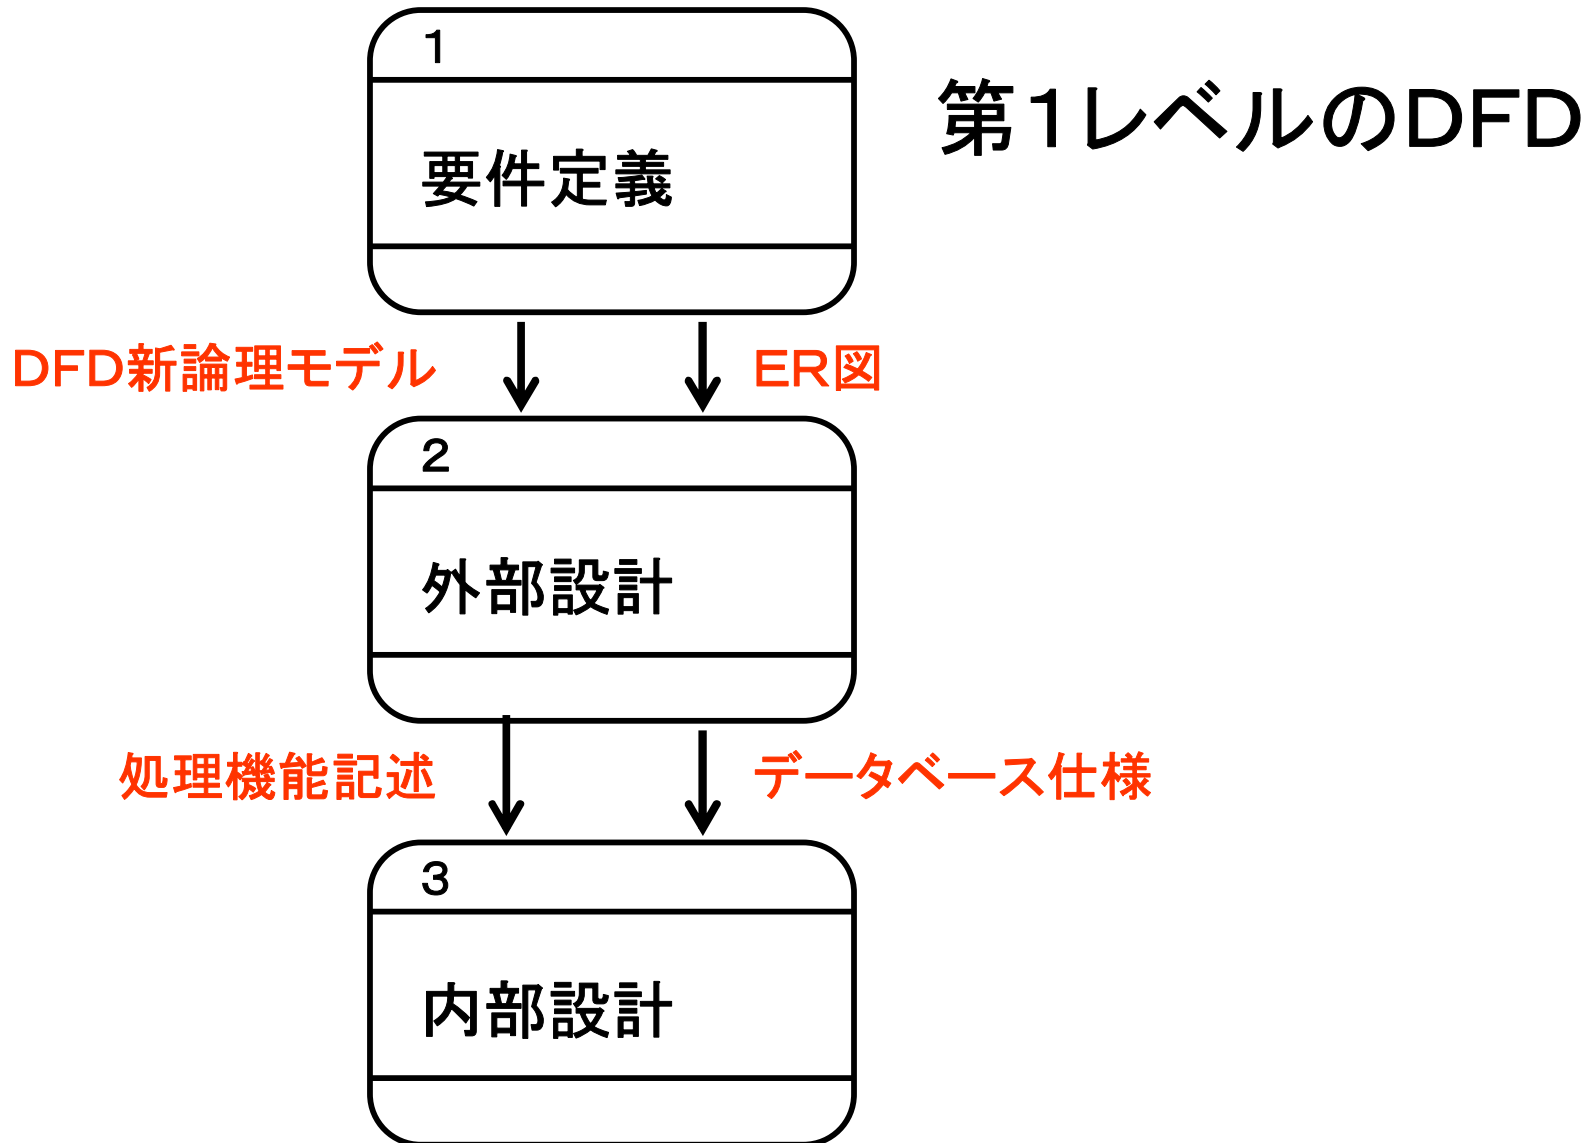 1
第1レベルのDFD
要件定義
DFD新論理モデル
ER図
2
外部設計
処理機能記述
データベース仕様
3
内部設計